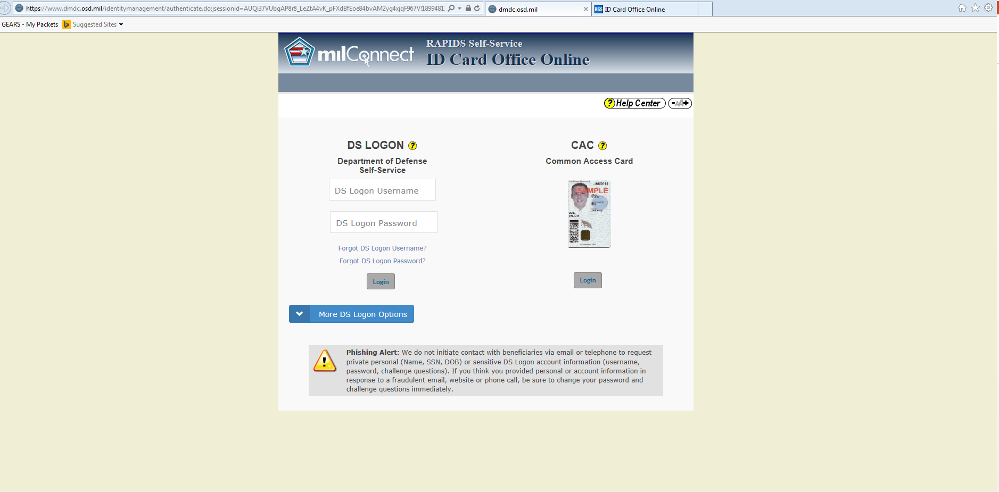 https://www.dmdc.osd.mil/identitymanagement/authenticate.do;jsessionid=AUQi37VUbgAP8r8_LeZtA4vK_pFXdBfEoe84bvAM2yg4xjqF967V!1899481.
dmdc.osd.mil
RSS ID Card Office Online
GEARS - My Packets
Suggested Sites
milConnect
RAPIDS Self-Service
ID Card Office Online
? Help Center
-AA+
DS LOGON ?
Department of Defense
Self-Service
DS Logon Username
DS Logon Password
Forgot DS Logon Username?
Forgot DS Logon Password?
Login
CAC ?
Common Access Card
JAN2014
SAMPLE
Login
More DS Logon Options
Phishing Alert: We do not initiate contact with beneficiaries via email or telephone to request
private personal (Name, SSN, DOB) or sensitive DS Logon account information (username,
password, challenge questions). If you think you provided personal or account information in
response to a fraudulent email, website or phone call, be sure to change your password and
challenge questions immediately.